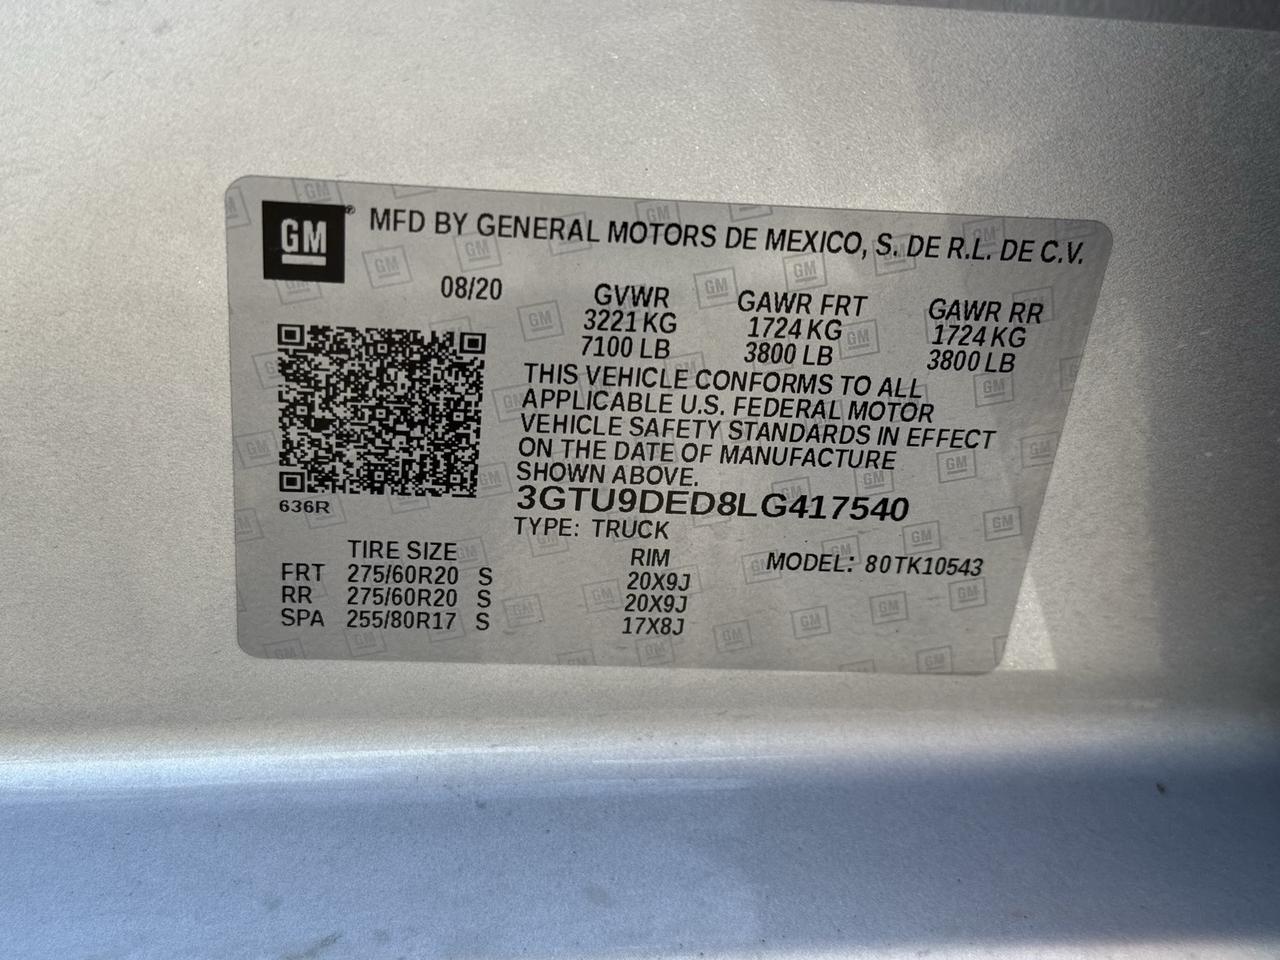 GM® MFD BY GENERAL MOTORS DE MEXICO, S. DE R.L. DE C.V.
08/20 GVWR GAWR FRT GAWR RR
3221 KG 1724 KG 1724 KG
7100 LB 3800 LB 3800 LB
THIS VEHICLE CONFORMS TO ALL
APPLICABLE U.S. FEDERAL MOTOR
VEHICLE SAFETY STANDARDS IN EFFECT
ON THE DATE OF MANUFACTURE
SHOWN ABOVE.
3GTU9DED8LG417540
636R
TYPE: TRUCK
TIRE SIZE RIM MODEL: 80TK10543
FRT 275/60R20 S 20X9J
RR 275/60R20 S 20X9J
SPA 255/80R17 S 17X8J